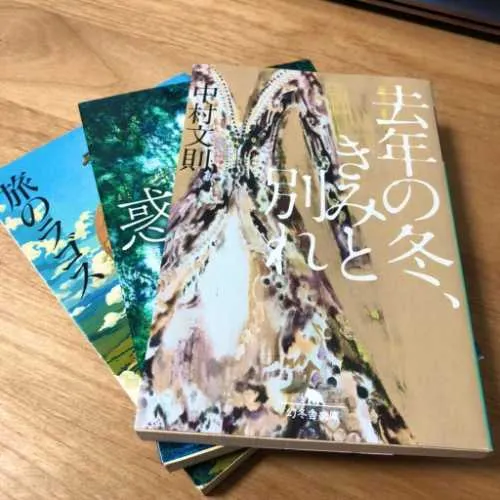 去年の冬、
きみと
別れ
中村文則
幻冬舎文庫
惑
旅のラゴス